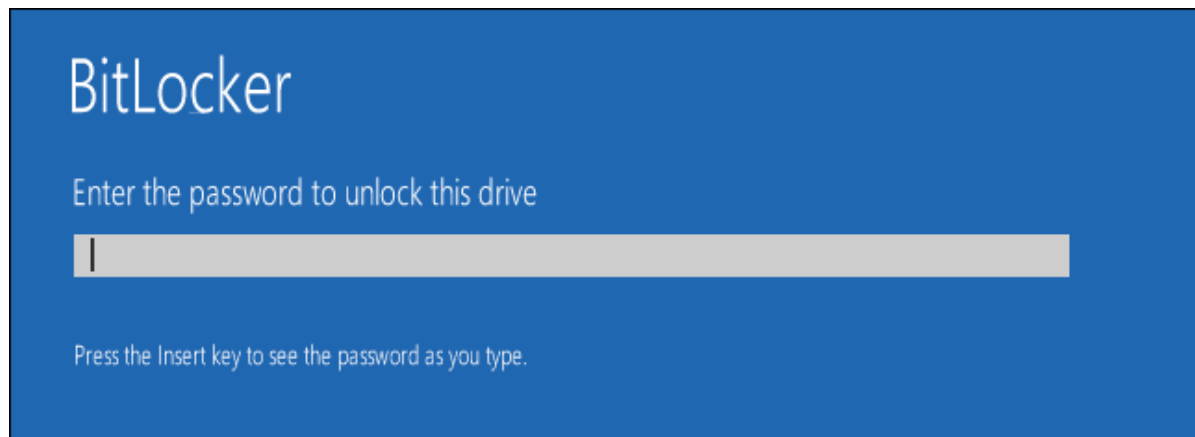 BitLocker
Enter the password to unlock this drive
Press the Insert key to see the password as you type.